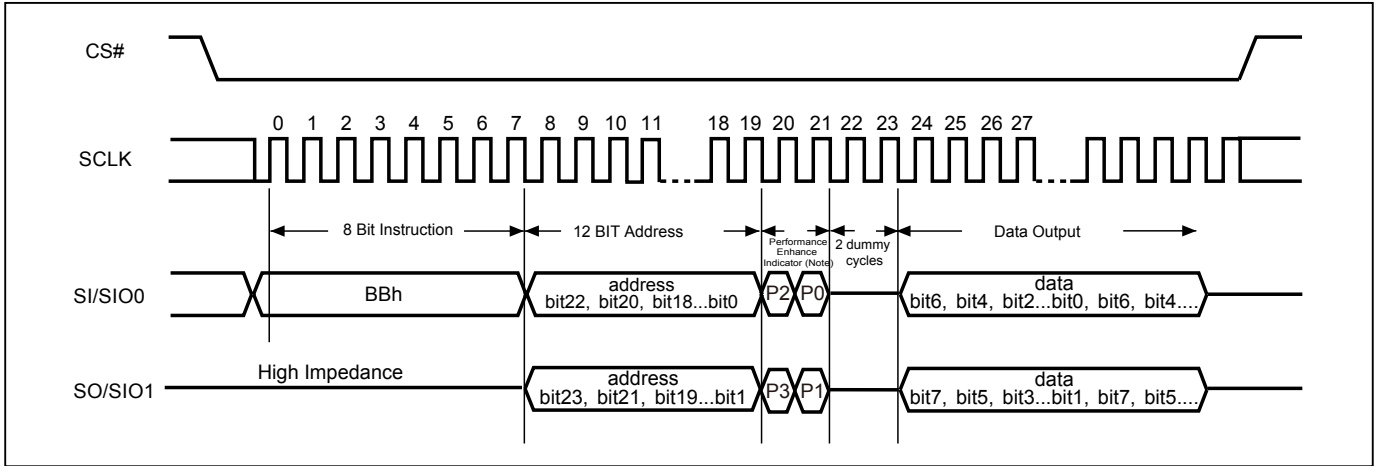 CS#
0 1 2 3 4 5 6 7 8 9 10 11 18 19 20 21 22 23 24 25 26 27
SCLK
8 Bit Instruction
12 BIT Address
Performance
Enhance
Indicator (Note)
2 dummy
cycles
Data Output
SI/SIO0
BBh
address
bit22, bit20, bit18...bit0
P2 P0
data
bit6, bit4, bit2...bit0, bit6, bit4....
SO/SIO1
High Impedance
address
bit23, bit21, bit19...bit1
P3 P1
data
bit7, bit5, bit3...bit1, bit7, bit5....